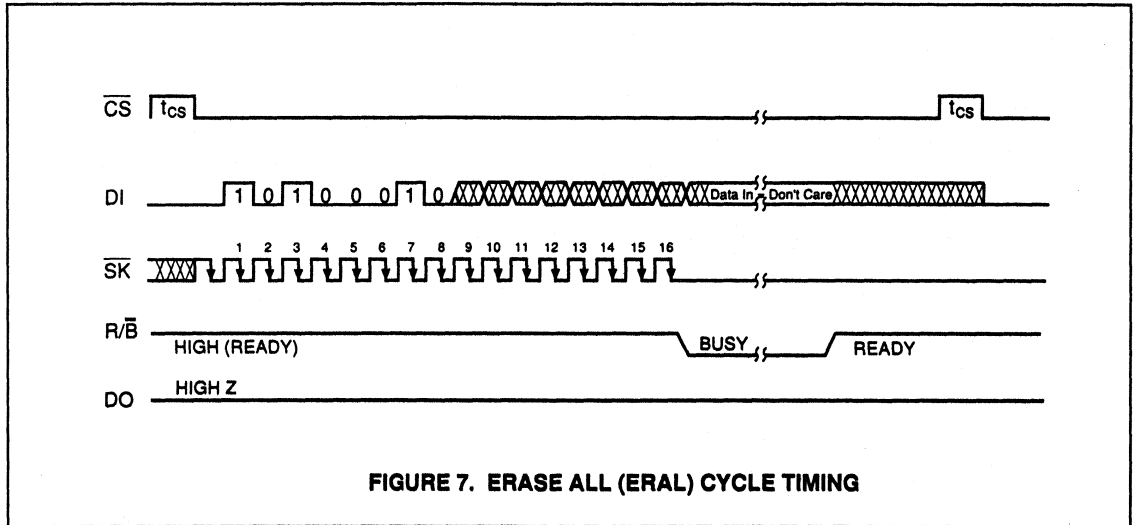 C̅S̅ tCS tCS
DI 1 0 1 0 0 0 1 0 Data In - Don't Care
1 2 3 4 5 6 7 8 9 10 11 12 13 14 15 16
S̅K̅
R/B̅ HIGH (READY) BUSY READY
DO HIGH Z
FIGURE 7. ERASE ALL (ERAL) CYCLE TIMING